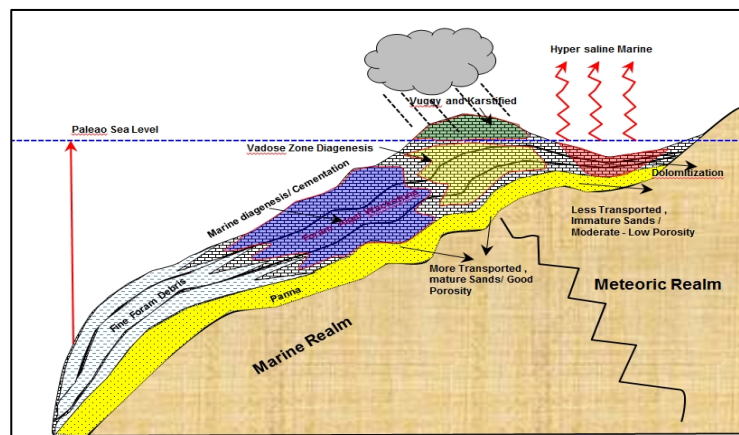 Hyper saline Marine
Vuggy and Karstified
Paleao Sea Level
Vadose Zone Diagenesis
Dolomitization
Marine diagenesis/ Cementation
Less Transported ,
Immature Sands /
Moderate - Low Porosity
More Transported ,
mature Sands/ Good
Porosity
Meteoric Realm
Fine Foram Debris
Panna
Marine Realm